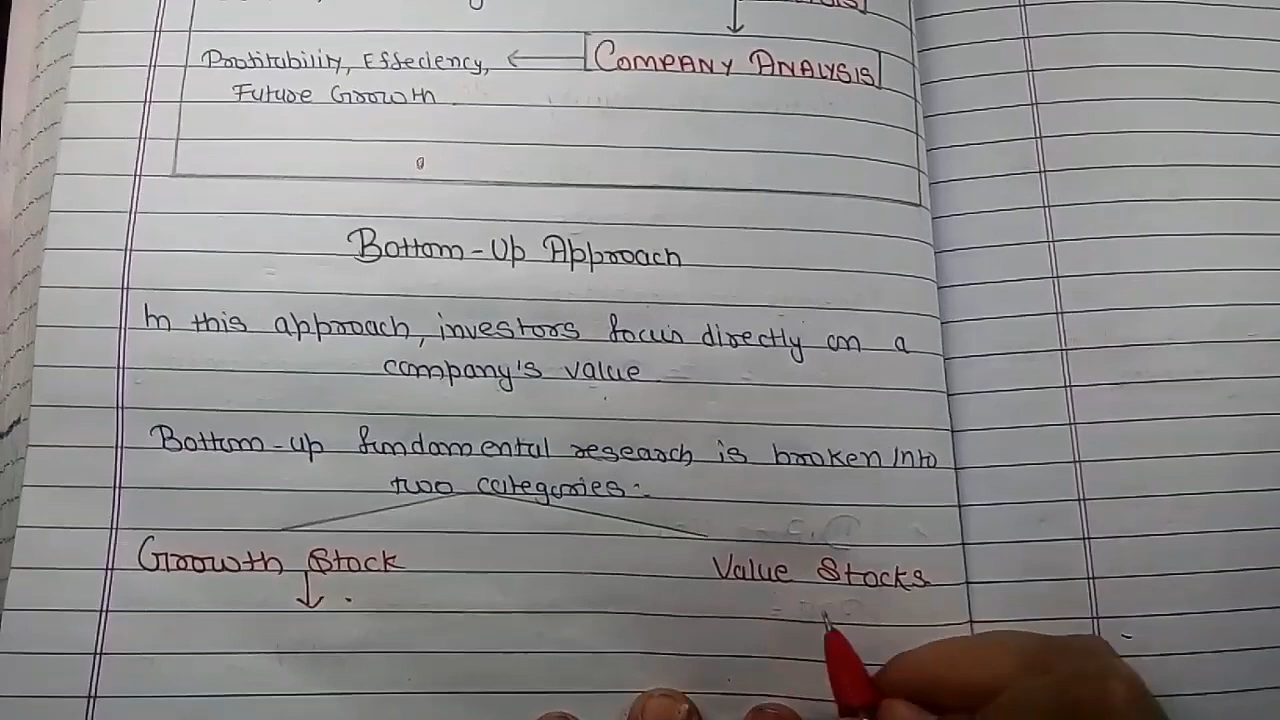 Profitability, Effeciency,
COMPANY ANALYSIS
Future Growth
Bottom-Up Approach
In this approach, investors focus directly on a
company's value
Bottom-up fundamental research is broken into
two categories:-
Growth Stock
Value Stocks